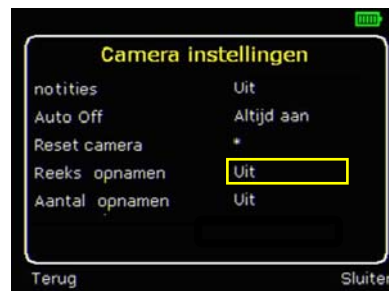 Camera instellingen
notities Uit
Auto Off Altijd aan
Reset camera *
Reeks opnamen Uit
Aantal opnamen Uit
Terug Sluiten